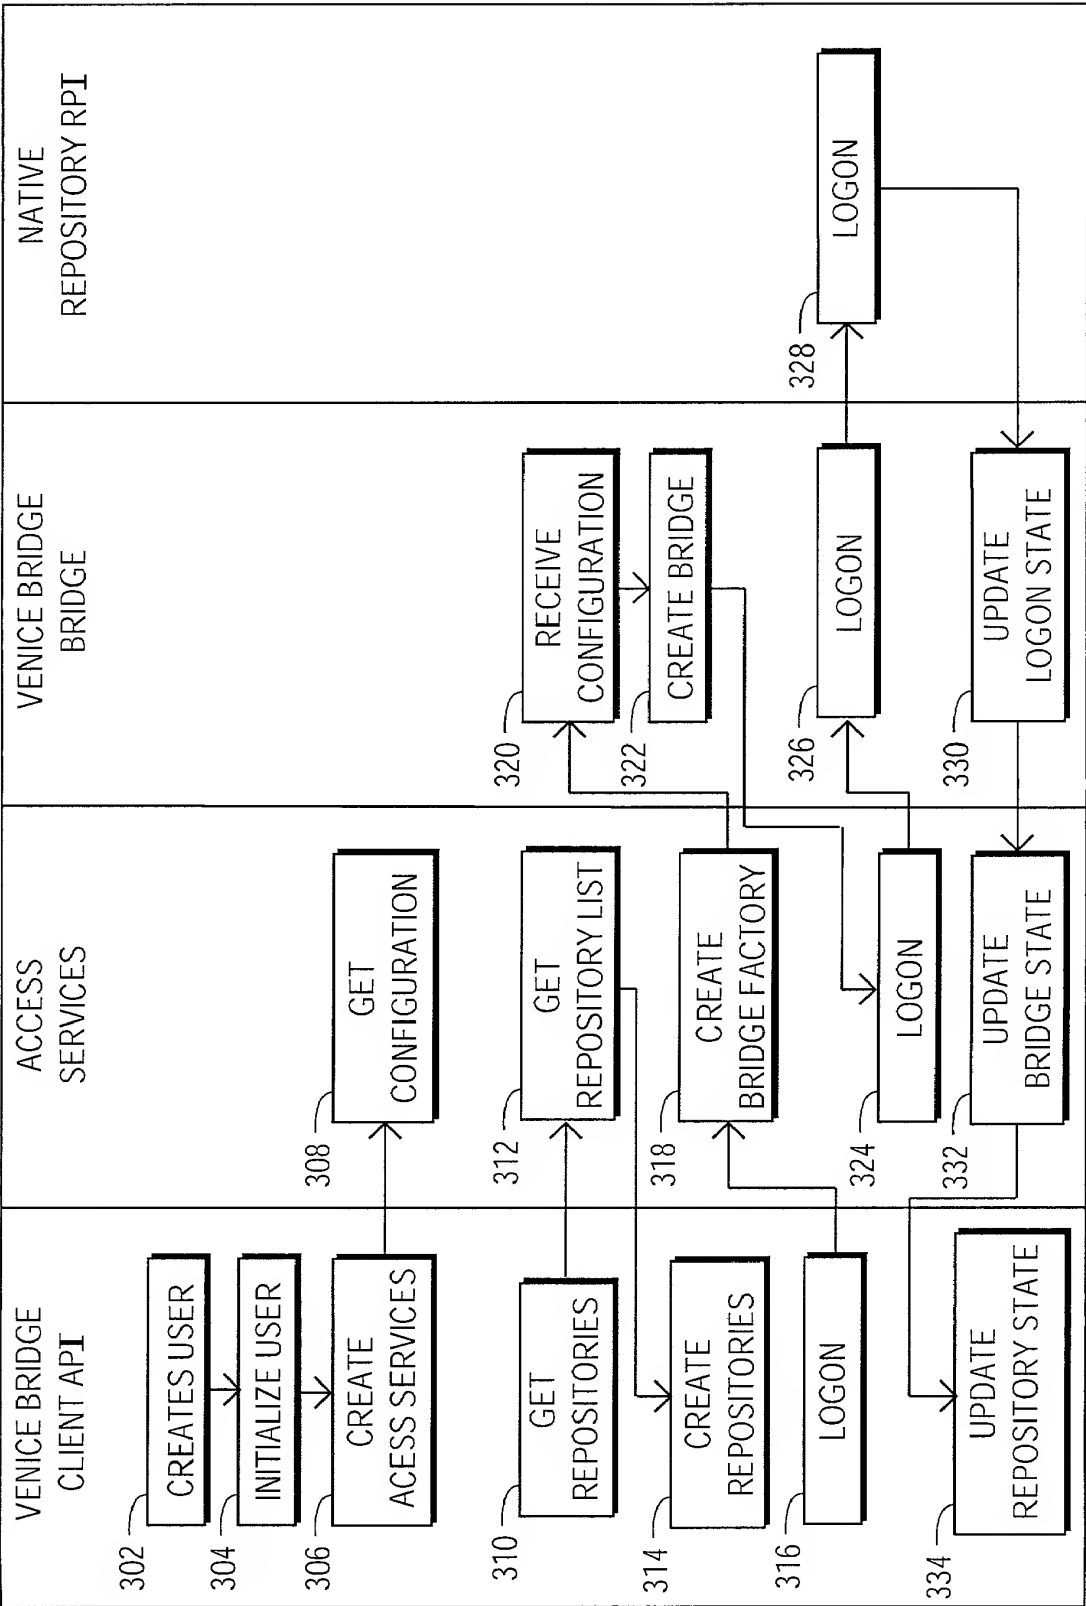 VENICE BRIDGE
CLIENT API
ACCESS
SERVICES
VENICE BRIDGE
BRIDGE
NATIVE
REPOSITORY RPI
302
CREATES USER
304
INITIALIZE USER
306
CREATE
ACESS SERVICES
308
GET
CONFIGURATION
310
GET
REPOSITORIES
312
GET
REPOSITORY LIST
314
CREATE
REPOSITORIES
316
LOGON
318
CREATE
BRIDGE FACTORY
320
RECEIVE
CONFIGURATION
322
CREATE BRIDGE
324
LOGON
326
LOGON
328
LOGON
330
UPDATE
LOGON STATE
332
UPDATE
BRIDGE STATE
334
UPDATE
REPOSITORY STATE